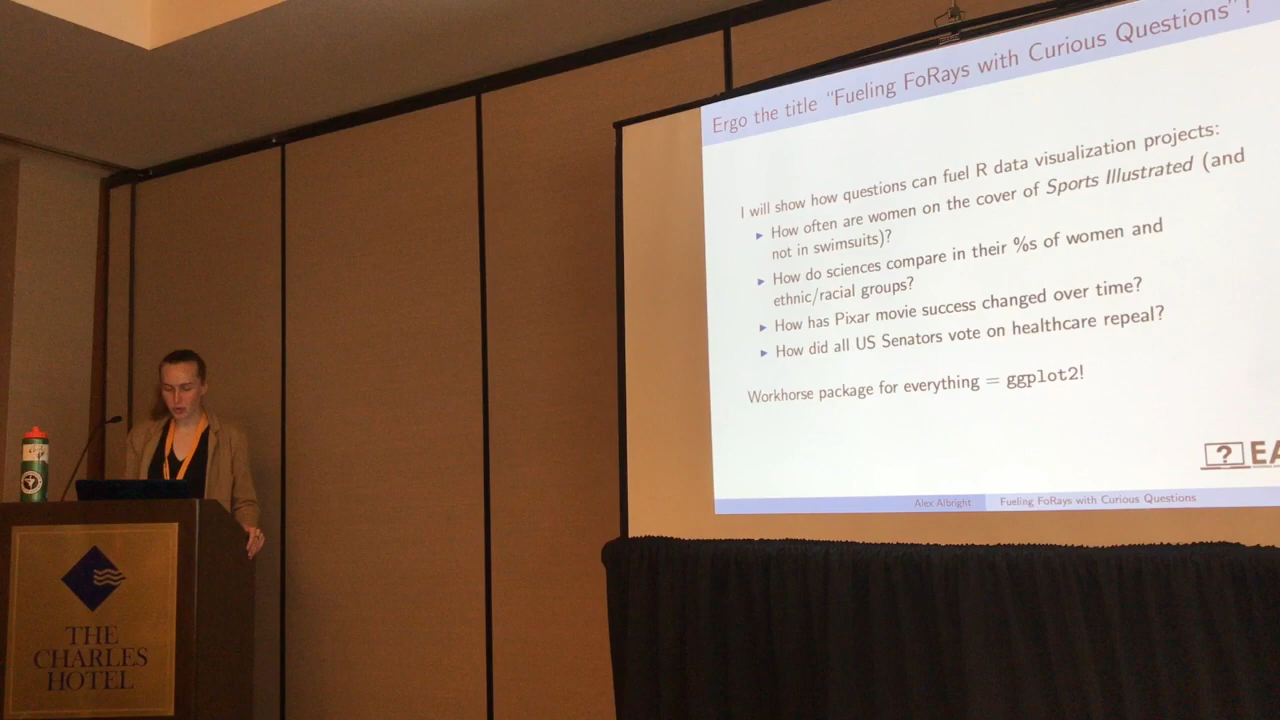 Ergo the title “Fueling FoRays with Curious Questions”!
I will show how questions can fuel R data visualization projects:
▶ How often are women on the cover of Sports Illustrated (and
not in swimsuits)?
▶ How do sciences compare in their %s of women and
ethnic/racial groups?
▶ How has Pixar movie success changed over time?
▶ How did all US Senators vote on healthcare repeal?
Workhorse package for everything = ggplot2!
?
Alex Albright
Fueling FoRays with Curious Questions
THE
CHARLES
HOTEL